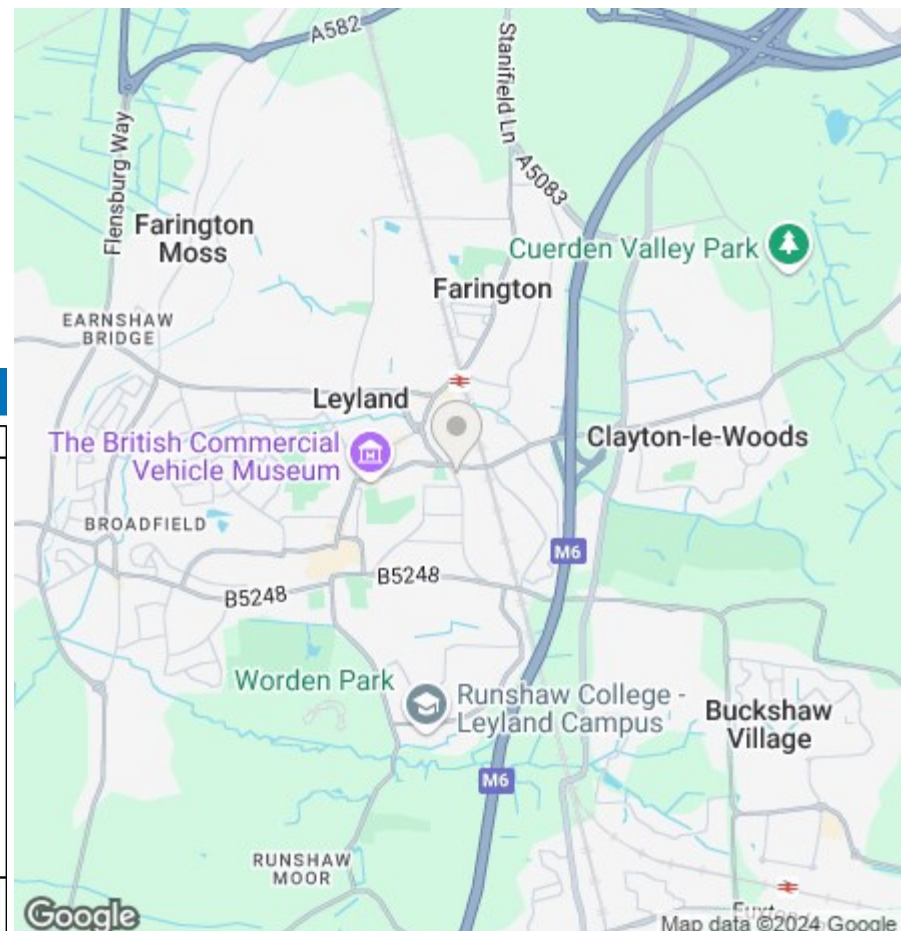 A582
Stanifield Ln
A5083
Flensburg Way
Farington
Moss
Cuerden Valley Park
Farington
EARNSHAW
BRIDGE
Leyland
The British Commercial
Vehicle Museum
Clayton-le-Woods
BROADFIELD
M6
B5248
B5248
Worden Park
Runshaw College -
Leyland Campus
Buckshaw
Village
M6
RUNSHAW
MOOR
Google
Map data ©2024 Google